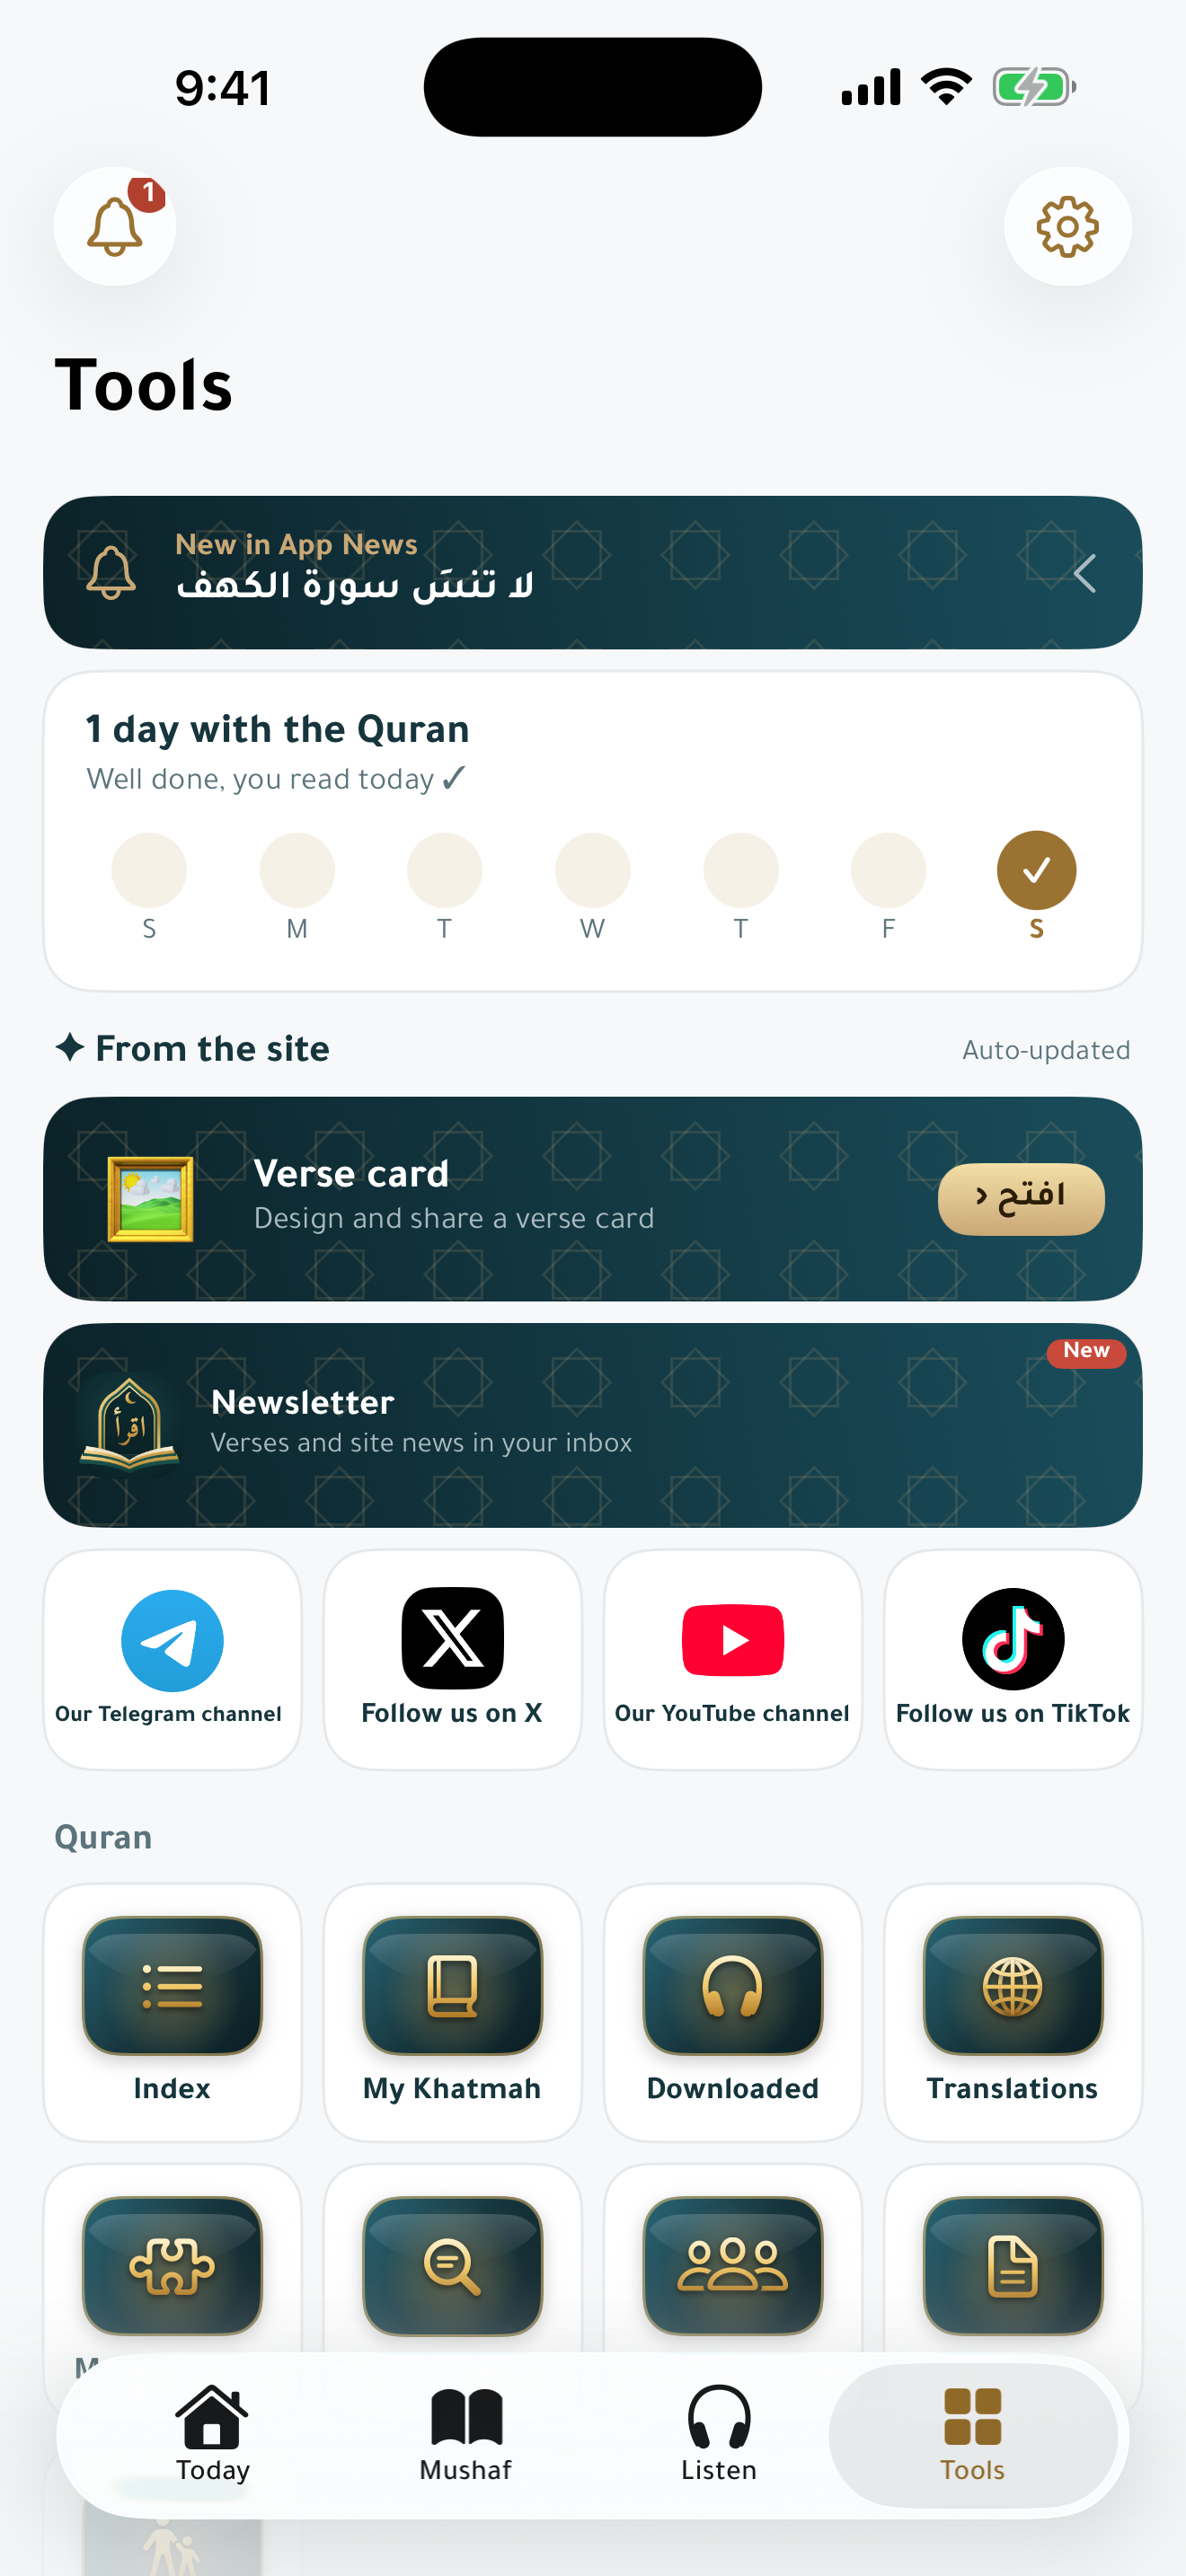 9:41
1
Tools
New in App News
لا تنسَ سورة الكهف
1 day with the Quran
Well done, you read today ✓
S M T W T F S
✦ From the site
Auto-updated
Verse card
Design and share a verse card
افتح ›
New
اقرأ
Newsletter
Verses and site news in your inbox
Our Telegram channel
Follow us on X
Our YouTube channel
Follow us on TikTok
Quran
Index
My Khatmah
Downloaded
Translations
Today
Mushaf
Listen
Tools